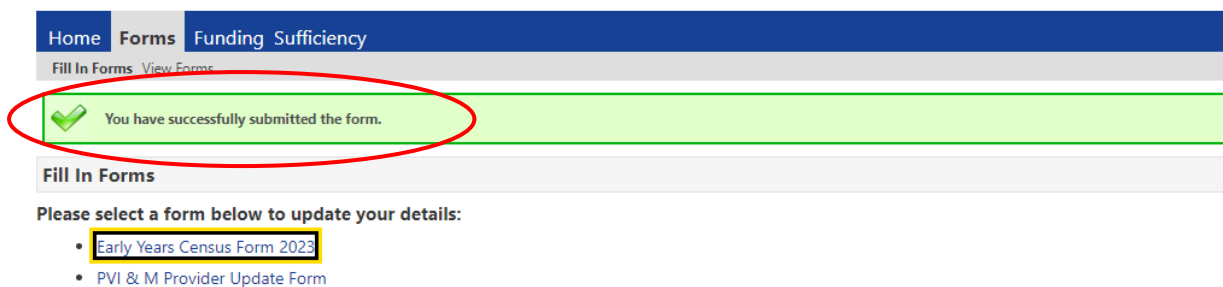 Home Forms Funding Sufficiency
Fill In Forms View Forms
You have successfully submitted the form.
Fill In Forms
Please select a form below to update your details:
Early Years Census Form 2023
PVI & M Provider Update Form